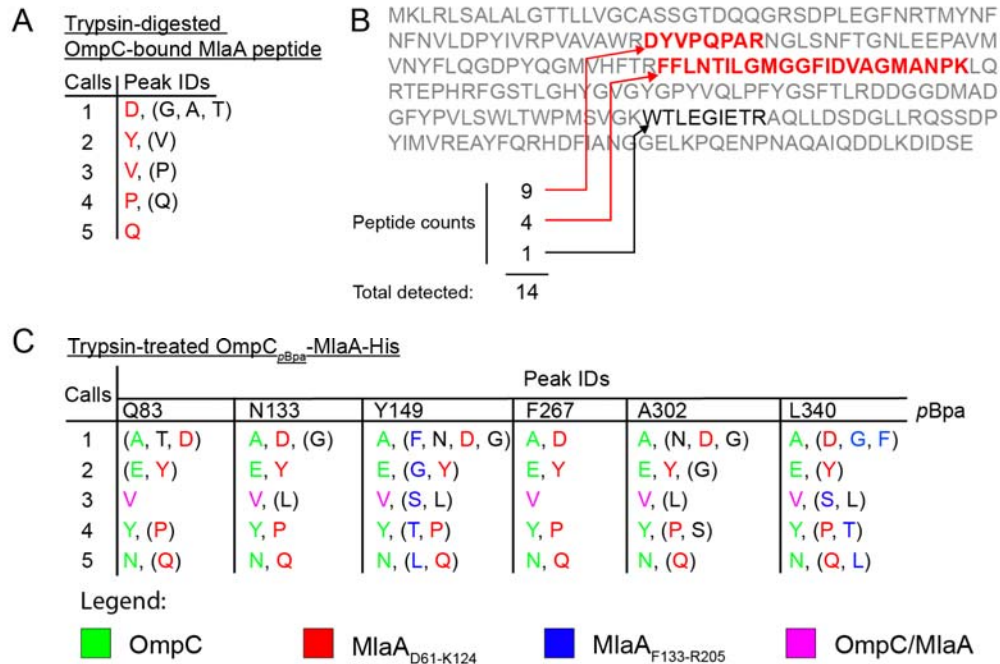 A
Trypsin-digested
OmpC-bound MlaA peptide
Calls Peak IDs
1 D, (G, A, T)
2 Y, (V)
3 V, (P)
4 P, (Q)
5 Q
B
MKLRLSALALGTTLLVGCASSGTDQQGRSDPLEGFNRTMYNF
NFNVLDPYIVRPVAVAWRDYVPQPARNGLSNFTGNLEEPAVM
VNYFLQGDPYQGMVHFTRFFLNTILGMGGFIDVAGMANPKLQ
RTEPHRFGSTLGHYGVGYGPYVQLPFYGSFTLRDDGGDMAD
GFYPVLSWLTWPMSVGKWTLEGIETRAQLLDSDGLLRQSSDP
YIMVREAYFQRHDFIANGGELKPQENPNAQAIQDDLKDIDSE
Peptide counts
9
4
1
Total detected: 14
C
Trypsin-treated OmpCpBpa-MlaA-His
Calls
Peak IDs
Q83 N133 Y149 F267 A302 L340 pBpa
1 (A, T, D) A, D, (G) A, (F, N, D, G) A, D A, (N, D, G) A, (D, G, F)
2 (E, Y) E, Y E, (G, Y) E, Y E, Y, (G) E, (Y)
3 V V, (L) V, (S, L) V V, (L) V, (S, L)
4 Y, (P) Y, P Y, (T, P) Y, P Y, (P, S) Y, (P, T)
5 N, (Q) N, Q N, (L, Q) N, Q N, (Q) N, (Q, L)
Legend:
OmpC MlaAD61-K124 MlaAF133-R205 OmpC/MlaA